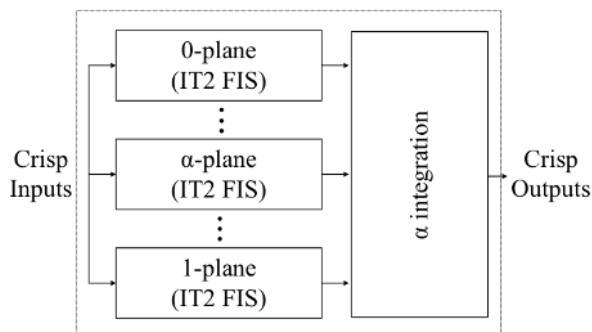 0-plane
(IT2 FIS)
Crisp
Inputs
α-plane
(IT2 FIS)
1-plane
(IT2 FIS)
α integration
Crisp
Outputs